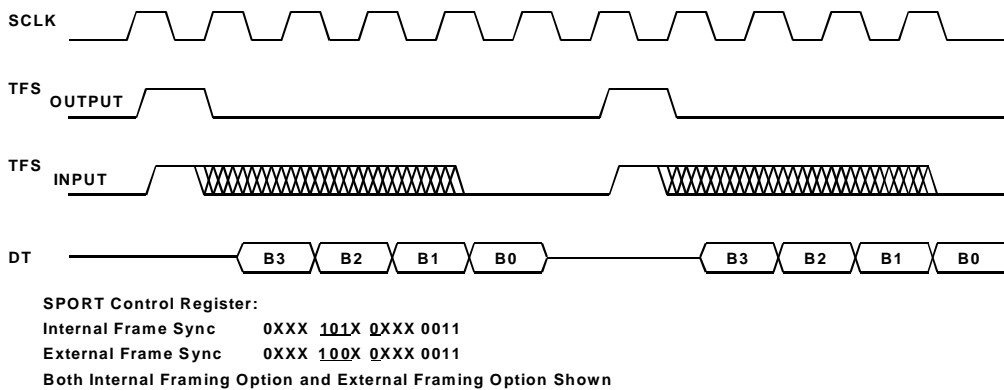 SCLK
TFS OUTPUT
TFS INPUT
DT B3 B2 B1 B0 B3 B2 B1 B0
SPORT Control Register:
Internal Frame Sync 0XXX 101X 0XXX 0011
External Frame Sync 0XXX 100X 0XXX 0011
Both Internal Framing Option and External Framing Option Shown